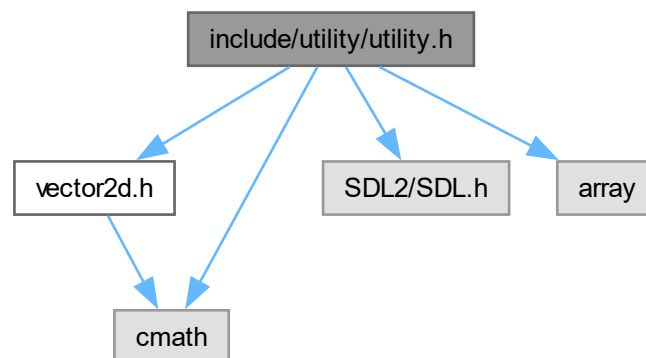 include/utility/utility.h
vector2d.h
SDL2/SDL.h
array
cmath